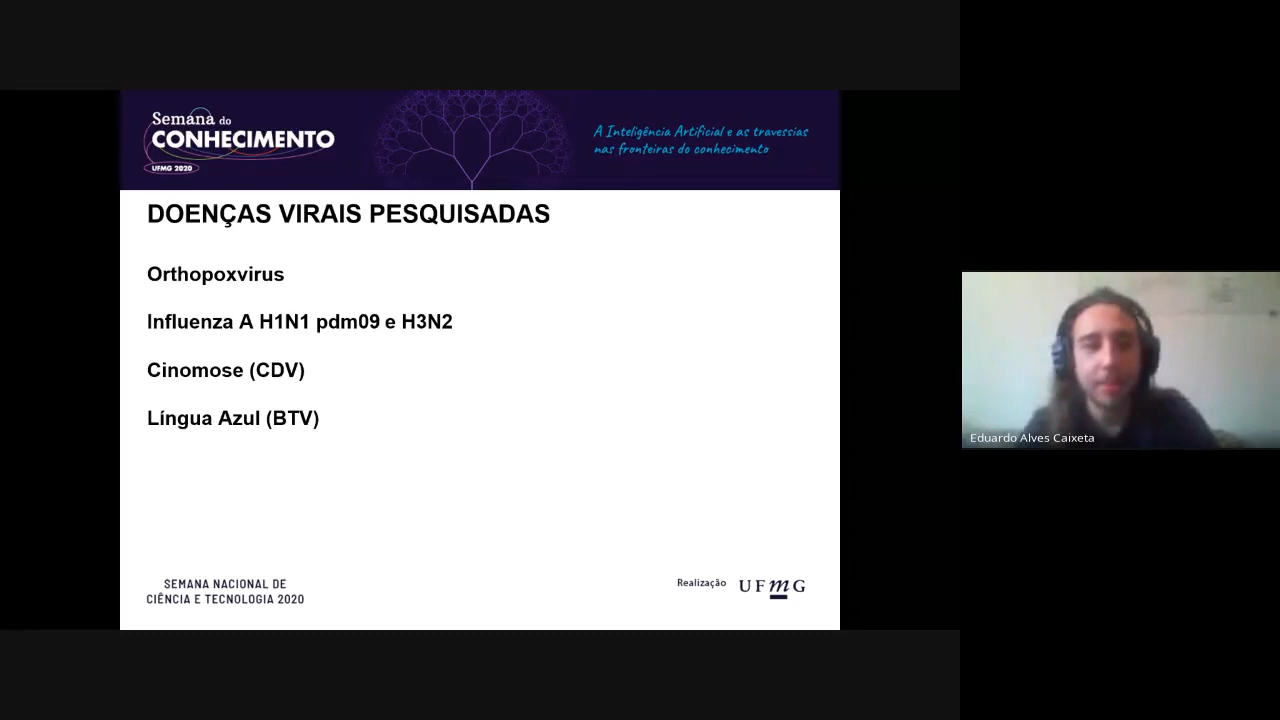 Semana do
CONHECIMENTO
UFMG 2020
A Inteligência Artificial e as travessias
nas fronteiras do conhecimento
DOENÇAS VIRAIS PESQUISADAS
Orthopoxvirus
Influenza A H1N1 pdm09 e H3N2
Cinomose (CDV)
Língua Azul (BTV)
SEMANA NACIONAL DE
CIÊNCIA E TECNOLOGIA 2020
Realização
UFMG
Eduardo Alves Caixeta